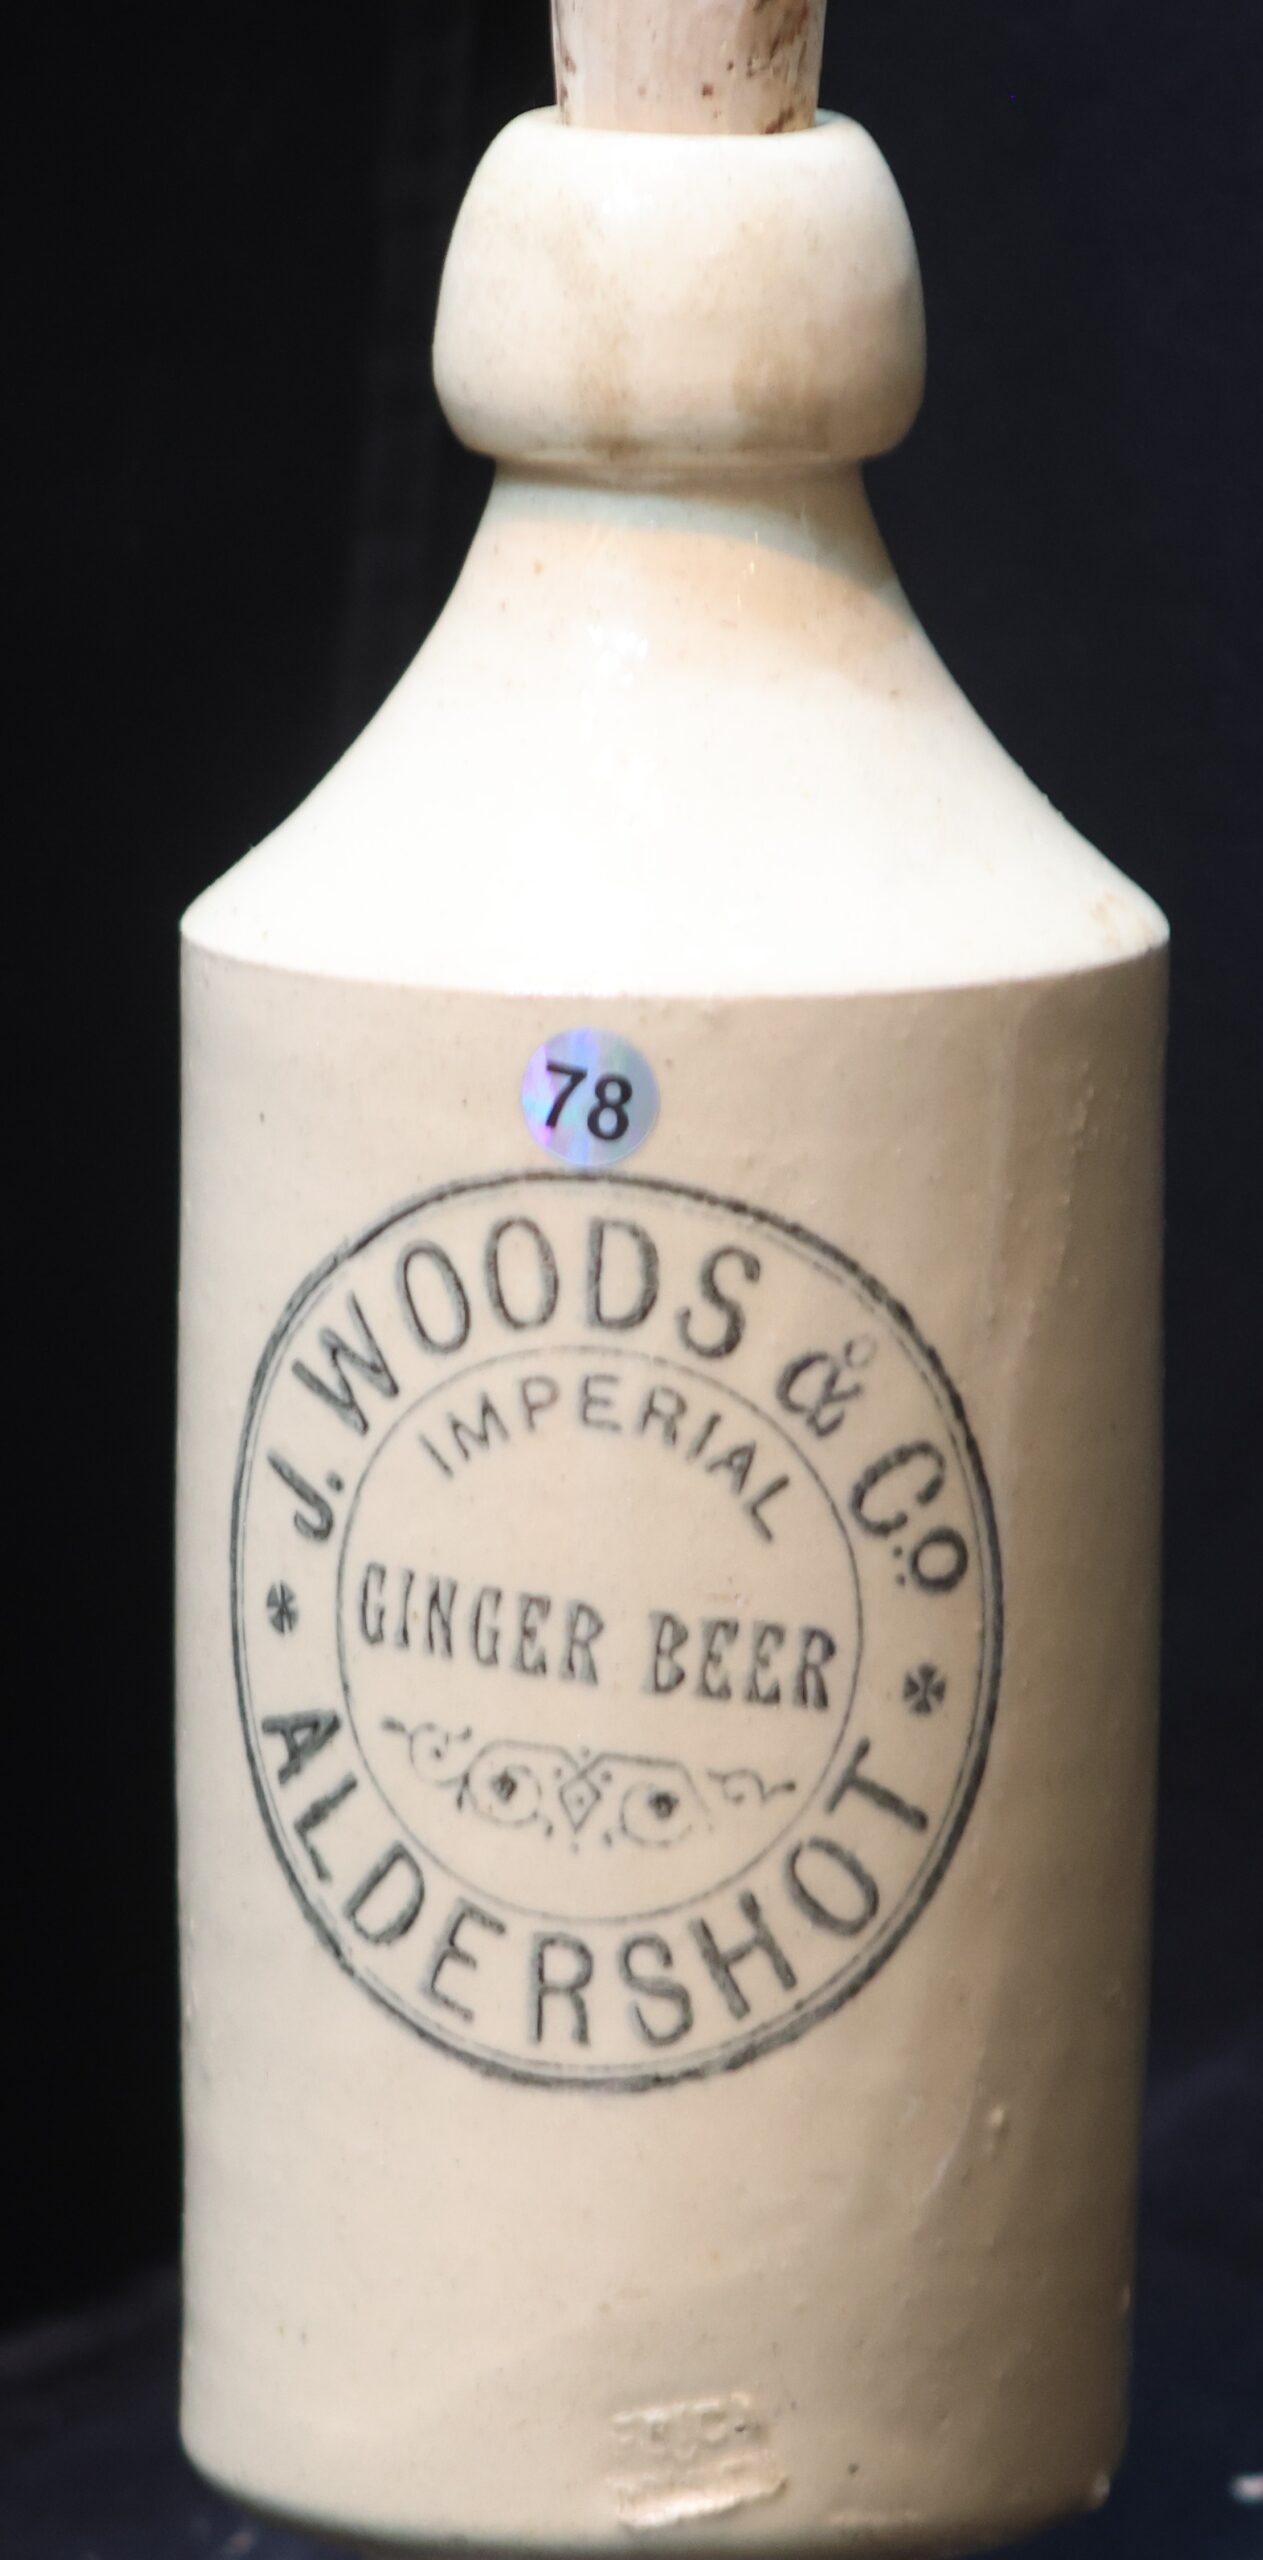 78
J. WOODS & Co.
IMPERIAL
GINGER BEER
ALDERSHOT